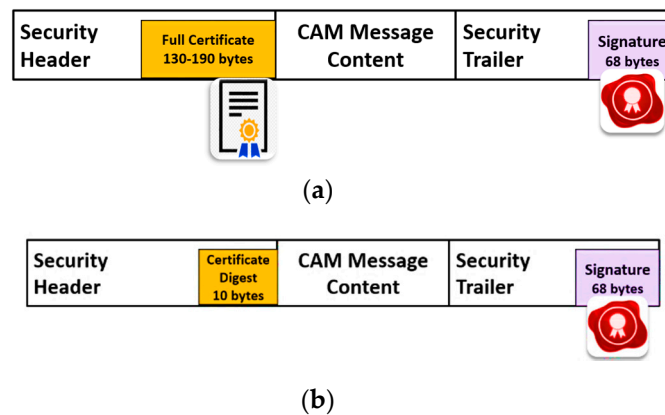 Security
Header
Full Certificate
130-190 bytes
CAM Message
Content
Security
Trailer
Signature
68 bytes
(a)
Security
Header
Certificate
Digest
10 bytes
CAM Message
Content
Security
Trailer
Signature
68 bytes
(b)